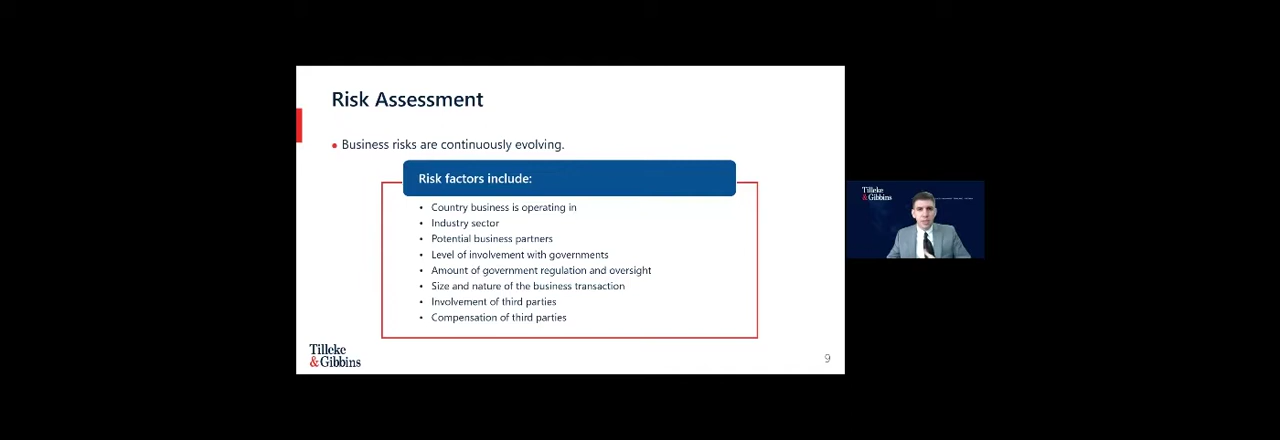 Risk Assessment
• Business risks are continuously evolving.
Risk factors include:
• Country business is operating in
• Industry sector
• Potential business partners
• Level of involvement with governments
• Amount of government regulation and oversight
• Size and nature of the business transaction
• Involvement of third parties
• Compensation of third parties
Tilleke
& Gibbins
9
Tilleke
& Gibbins